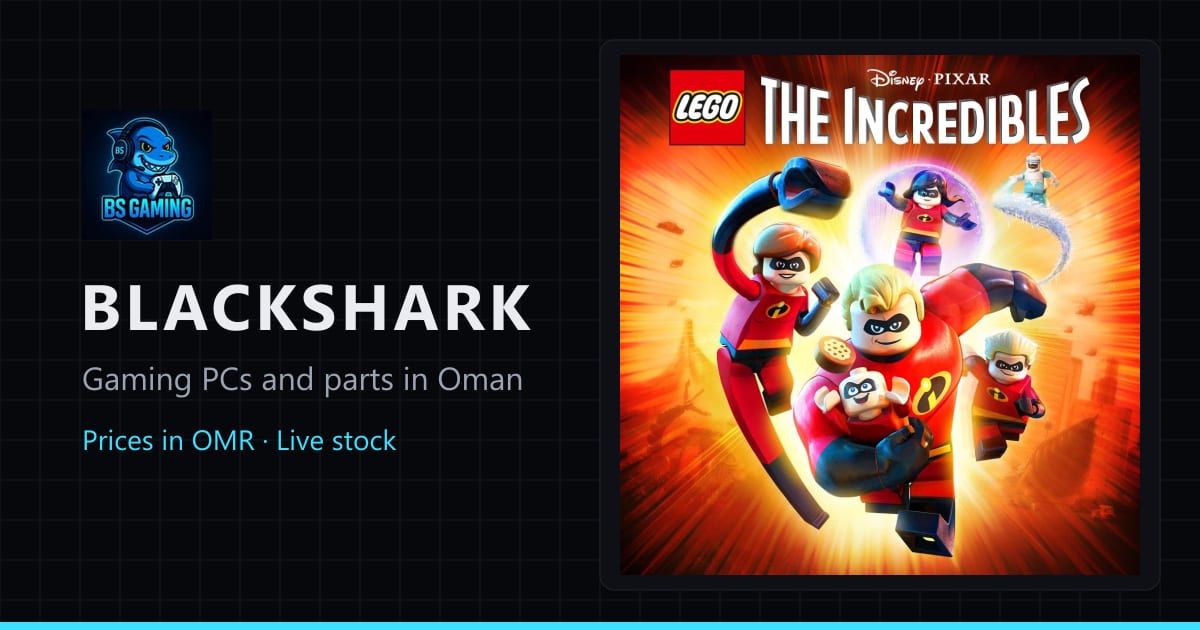 BS
BS GAMING
BLACKSHARK
Gaming PCs and parts in Oman
Prices in OMR · Live stock
Disney · PIXAR
LEGO
THE INCREDIBLES